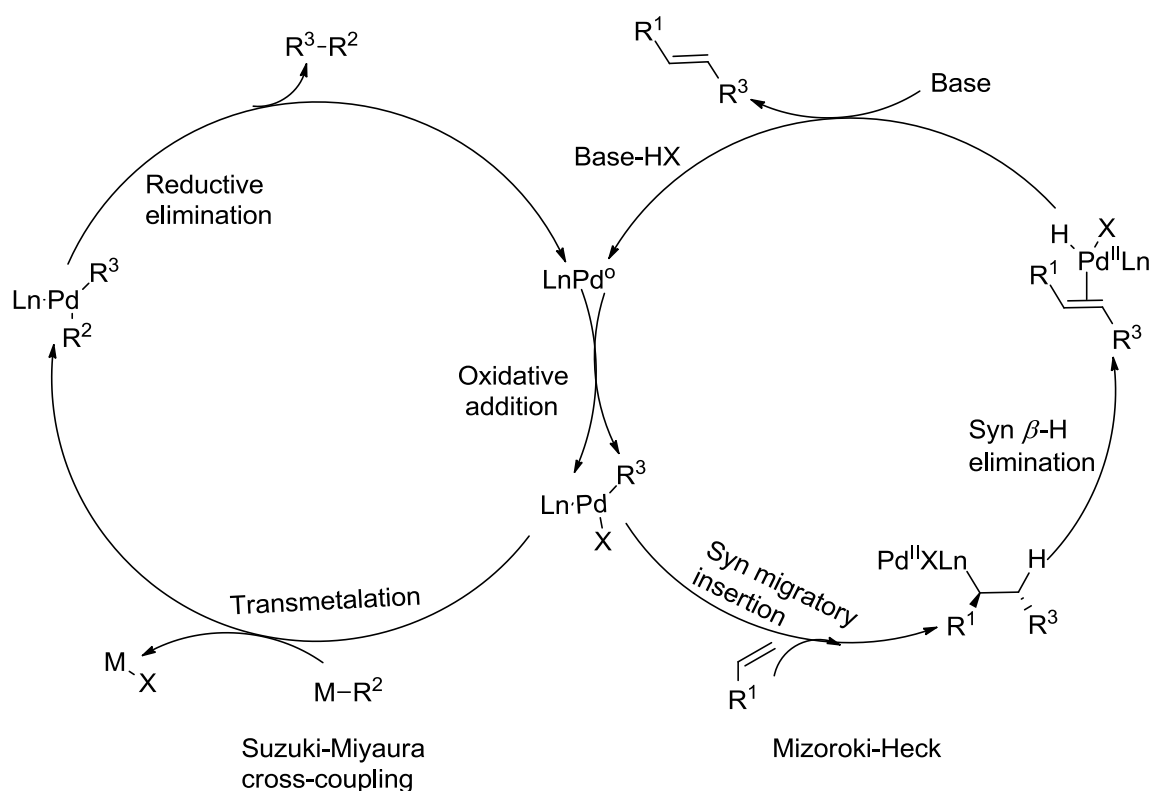 R³–R²
R¹
R³
Base
Base-HX
Reductive
elimination
H
X
PdᴵᴵLn
R¹
R³
LnPdº
R³
Ln Pd
R²
Oxidative
addition
Syn β-H
elimination
R³
Ln Pd
X
PdᴵᴵXLn
H
R¹
R³
Syn migratory
insertion
Transmetalation
M
X
M–R²
R¹
Suzuki-Miyaura
cross-coupling
Mizoroki-Heck